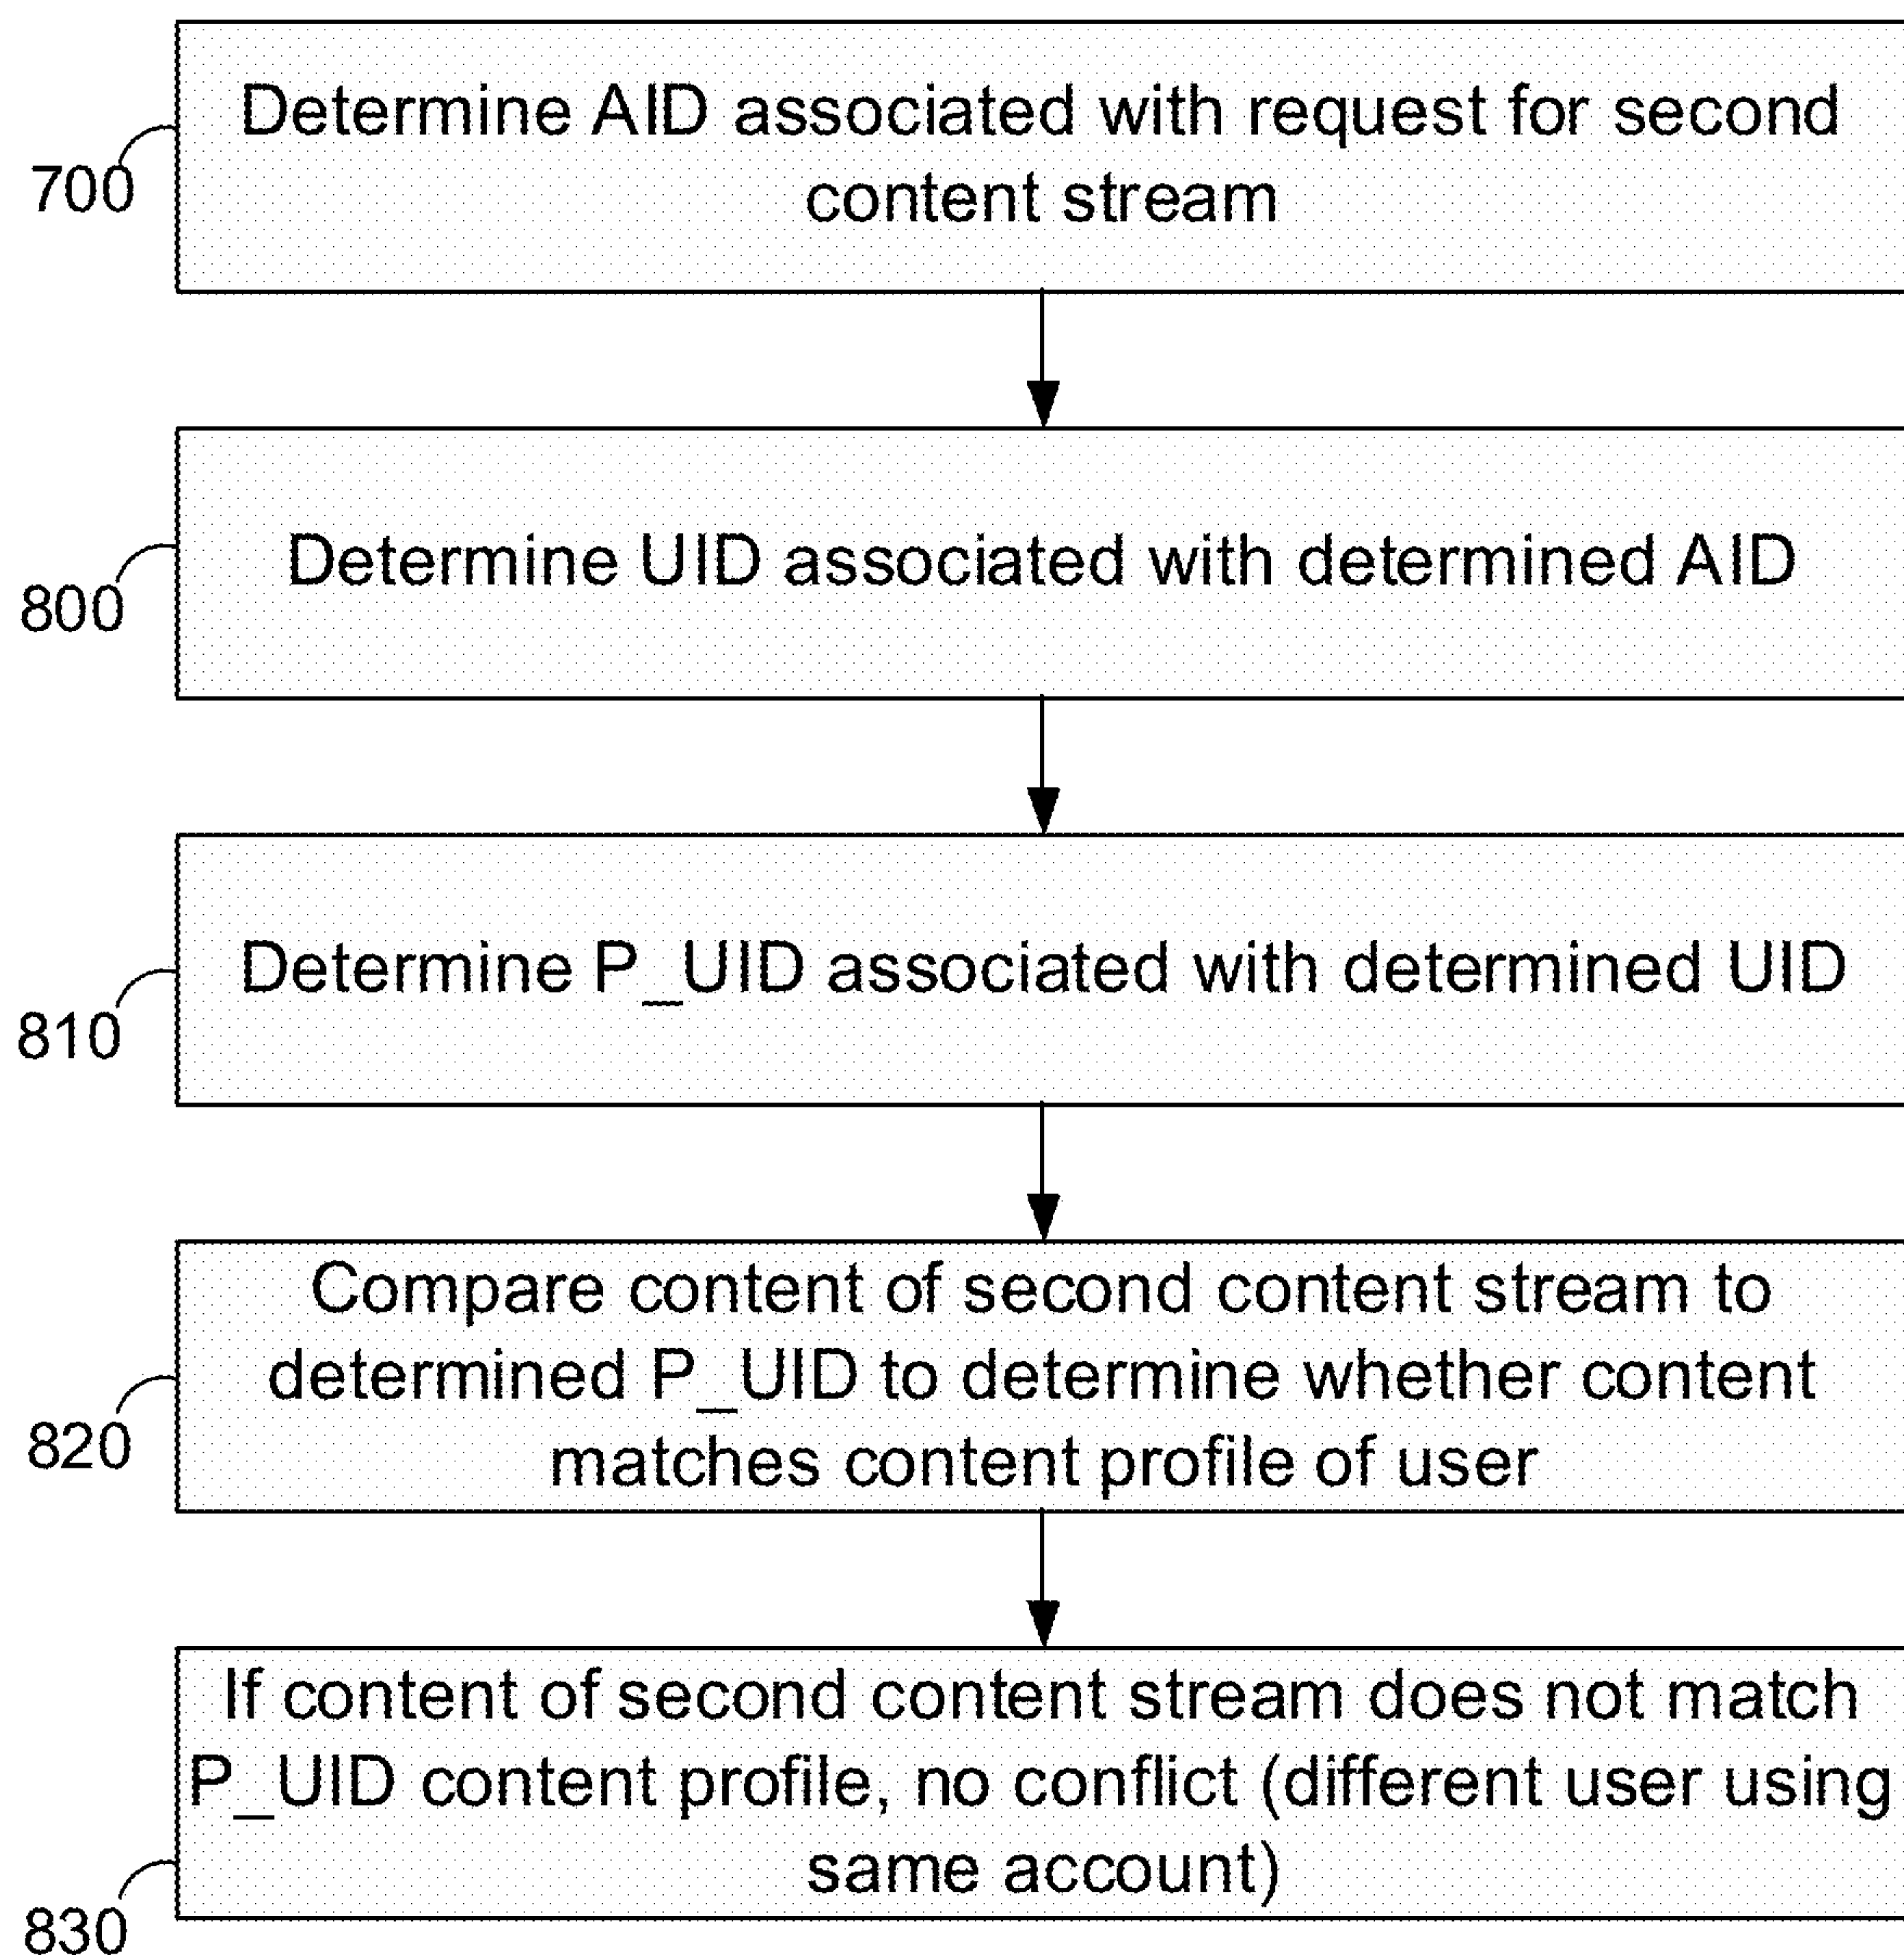 Determine AID associated with request for second
content stream
700
Determine UID associated with determined AID
800
Determine P_UID associated with determined UID
810
Compare content of second content stream to
determined P_UID to determine whether content
matches content profile of user
820
If content of second content stream does not match
P_UID content profile, no conflict (different user using
same account)
830